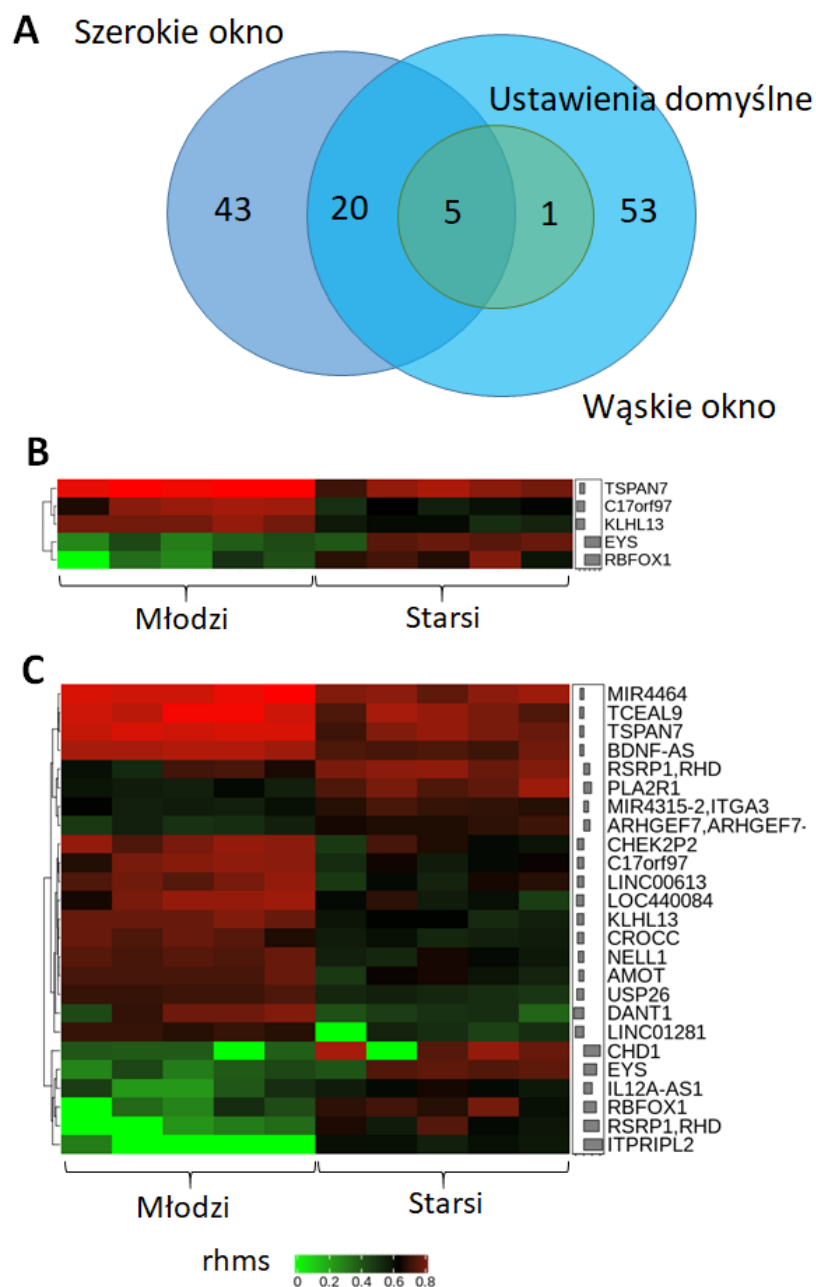 A
Szerokie okno
Ustawienia domyślne
43
20
5
1
53
Wąskie okno
B
TSPAN7
C17orf97
KLHL13
EYS
RBFOX1
Młodzi
Starsi
C
MIR4464
TCEAL9
TSPAN7
BDNF-AS
RSRP1,RHD
PLA2R1
MIR4315-2,ITGA3
ARHGEF7,ARHGEF7-
CHEK2P2
C17orf97
LINC00613
LOC440084
KLHL13
CROCC
NELL1
AMOT
USP26
DANT1
LINC01281
CHD1
EYS
IL12A-AS1
RBFOX1
RSRP1,RHD
ITPRIPL2
Młodzi
Starsi
rhms
0 0.2 0.4 0.6 0.8